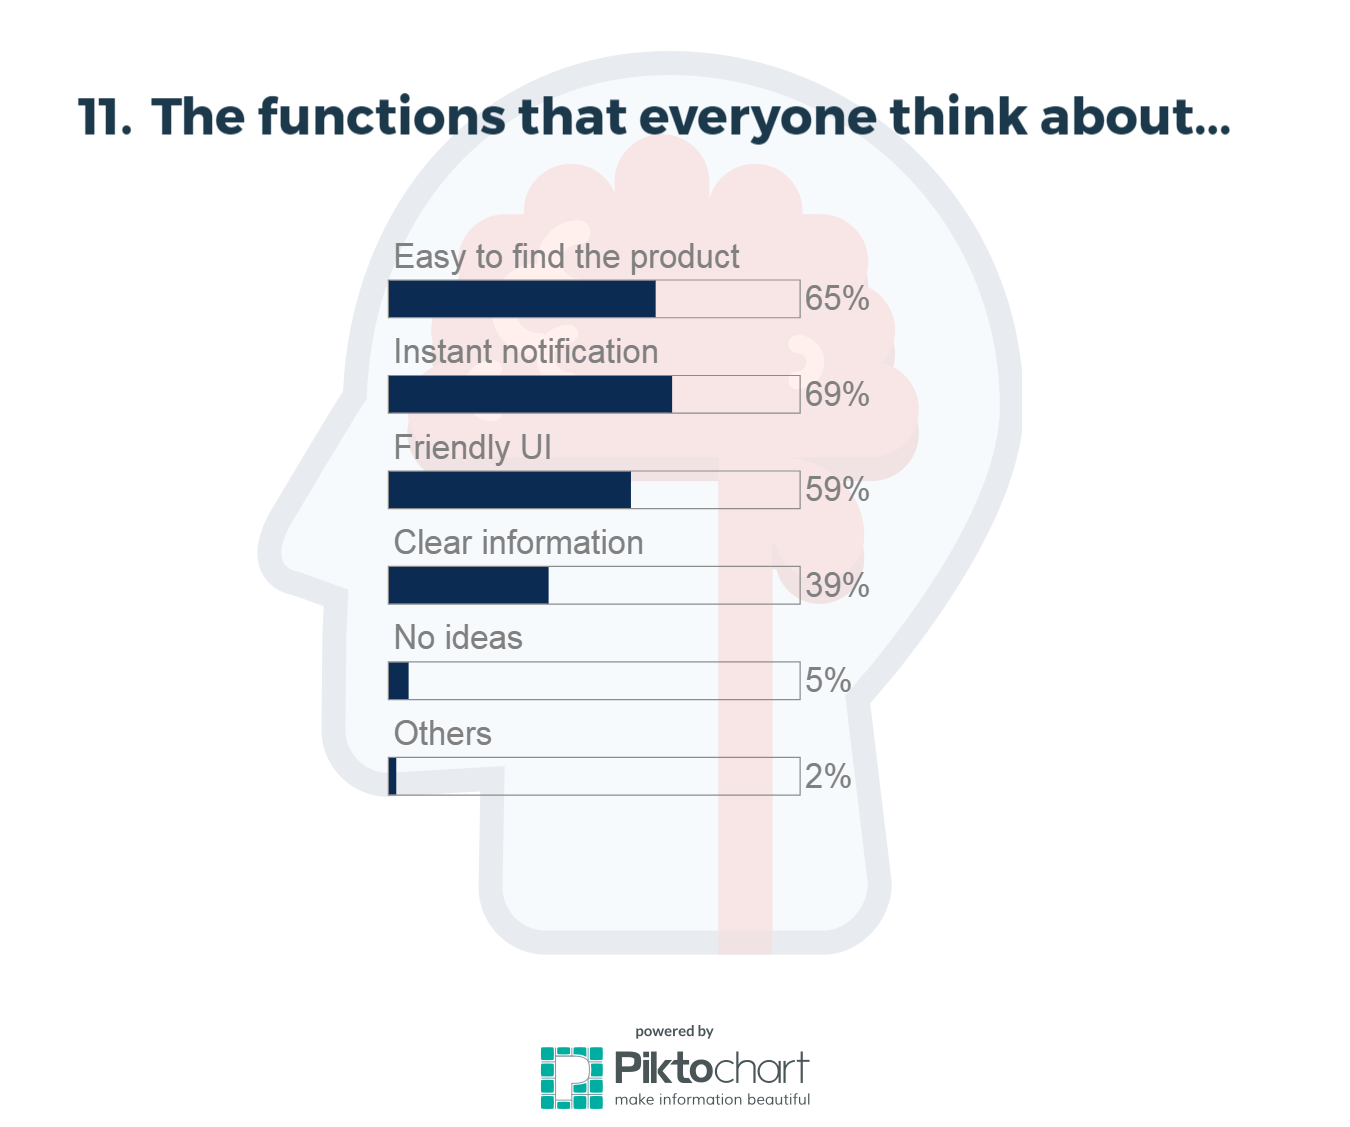 11. The functions that everyone think about...
Easy to find the product
65%
Instant notification
69%
Friendly UI
59%
Clear information
39%
No ideas
5%
Others
2%
powered by
Piktochart
make information beautiful